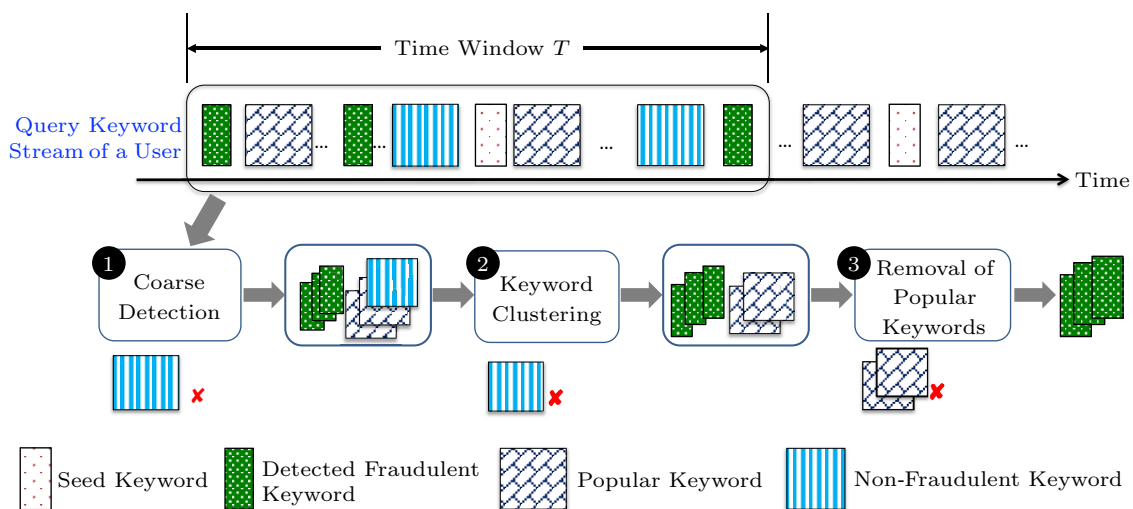 Time Window T
Query Keyword
Stream of a User
... ... ... ... ...
Time
1
Coarse
Detection
2
Keyword
Clustering
3
Removal of
Popular
Keywords
✘
✘
✘
Seed Keyword
Detected Fraudulent
Keyword
Popular Keyword
Non-Fraudulent Keyword